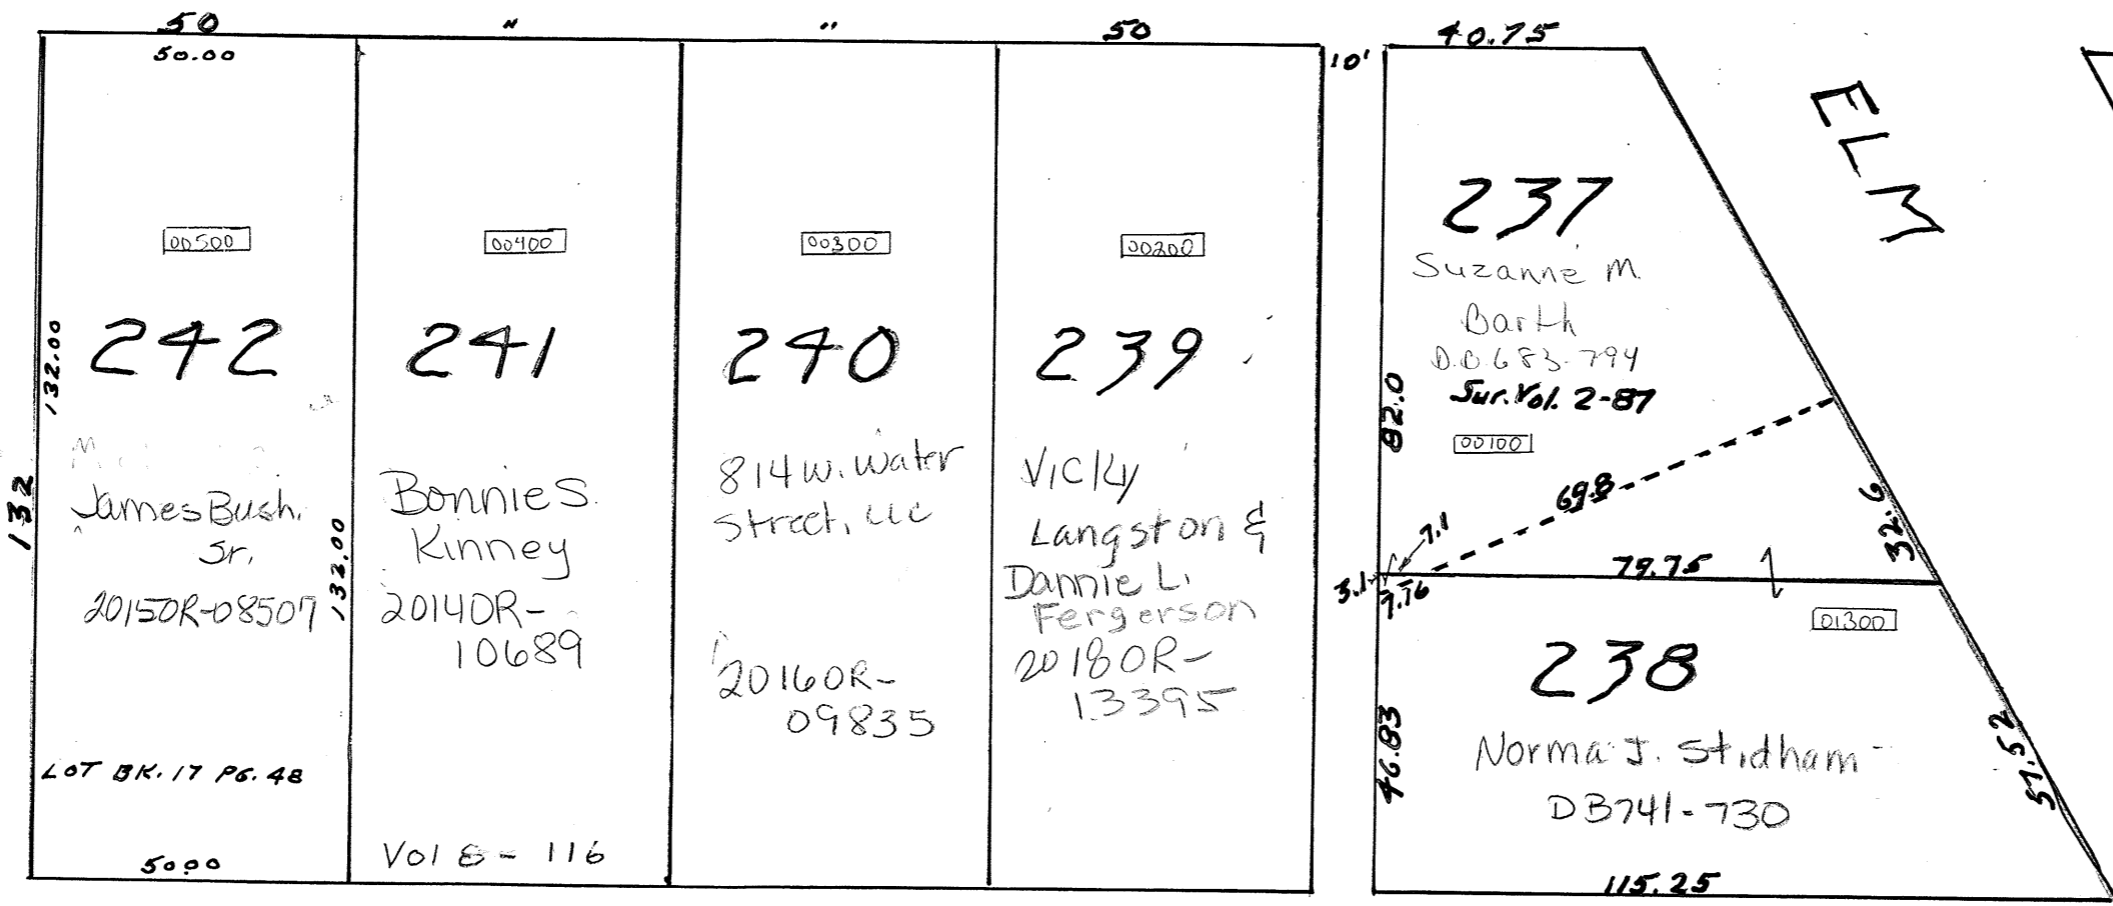 50 " " 50
50.00
00500
242
132.00
132
James Bush,
Sr.
20150R-08507
132.00
LOT BK. 17 PG. 48
50.00
00400
241
Bonnie S.
Kinney
20140R-
10689
Vol 8 - 116
00300
240
814 W. Water
Street, LLC
20160R-
09835
00200
239
Vicky
Langston &
Dannie L.
Fergerson
20180R-
13395
10'
40.75
ELM
237
Suzanne M.
Barth
D.B. 683-794
Sur. Vol. 2-87
00100
82.0
69.8
7.1
32.6
79.75
3.1
7.76
01300
238
46.83
Norma J. Stidham
DB741-730
57.52
115.25